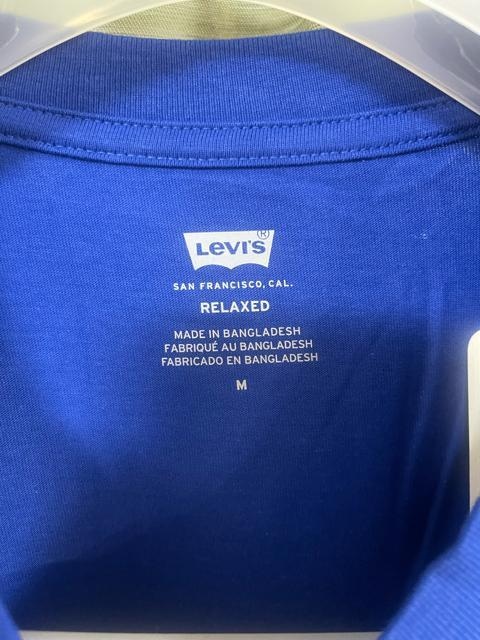 Levi's®
SAN FRANCISCO, CAL.
RELAXED
MADE IN BANGLADESH
FABRIQUÉ AU BANGLADESH
FABRICADO EN BANGLADESH
M